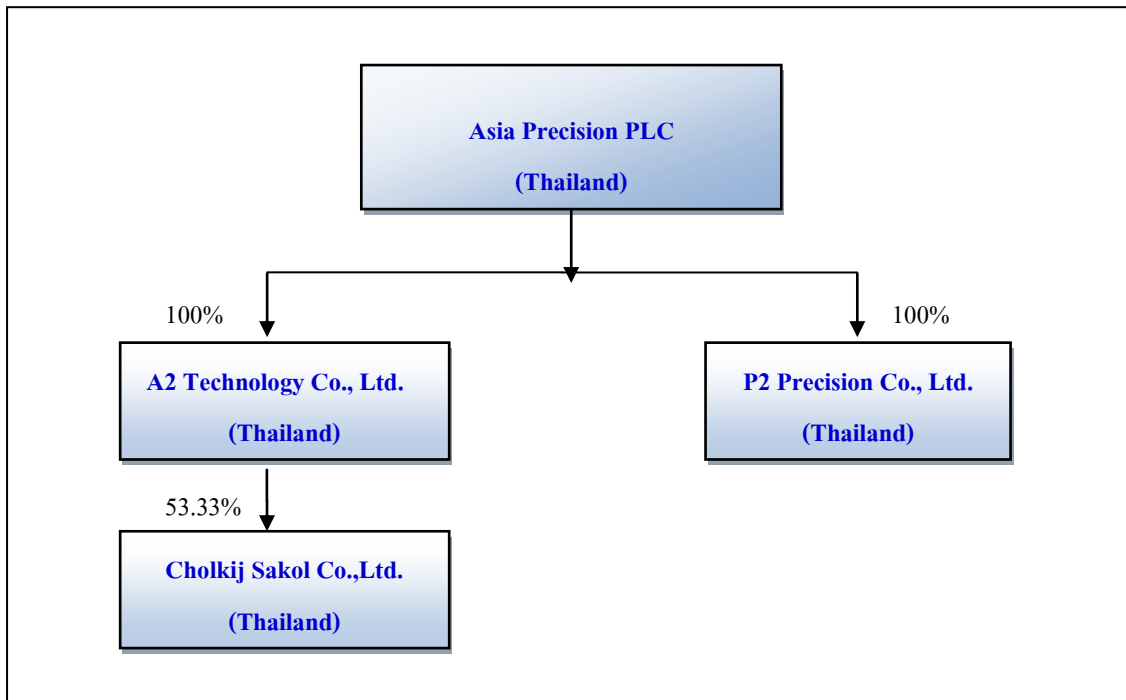 Asia Precision PLC
(Thailand)
100%
100%
A2 Technology Co., Ltd.
(Thailand)
P2 Precision Co., Ltd.
(Thailand)
53.33%
Cholkij Sakol Co.,Ltd.
(Thailand)